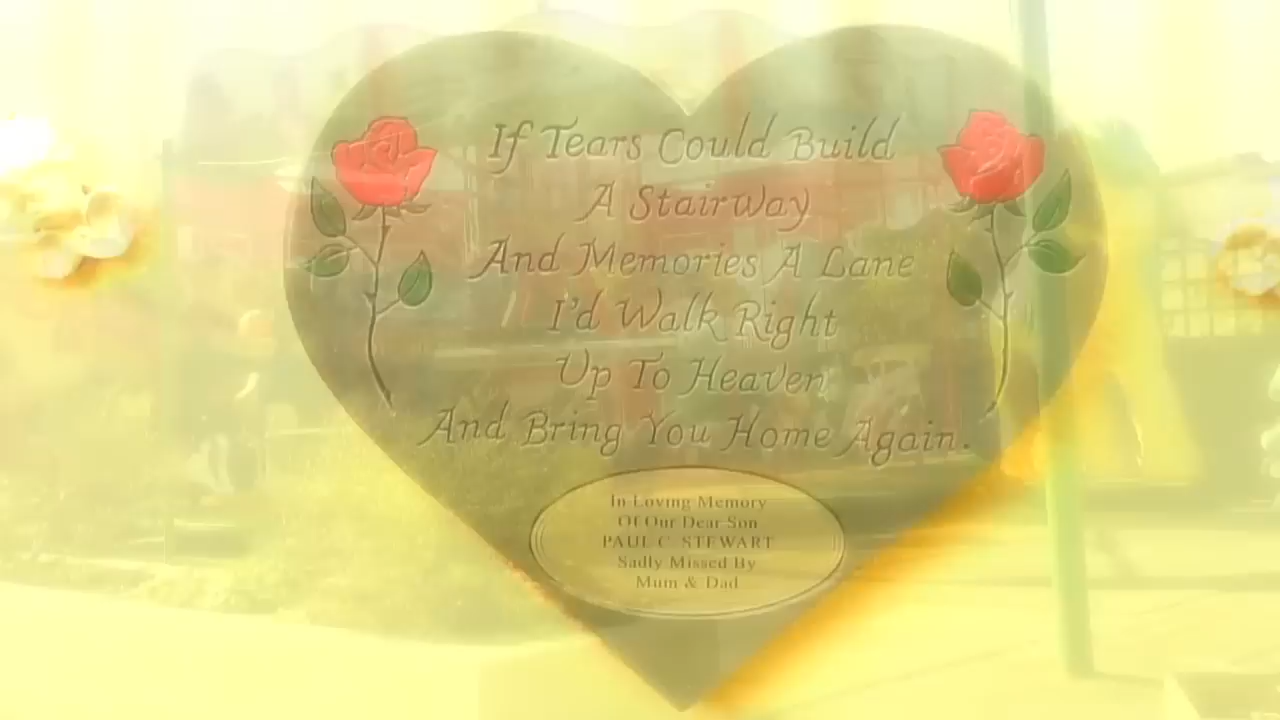 If Tears Could Build
A Stairway
And Memories A Lane
I'd Walk Right
Up To Heaven
And Bring You Home Again.
In Loving Memory
Of Our Dear Son
PAUL C. STEWART
Sadly Missed By
Mum & Dad